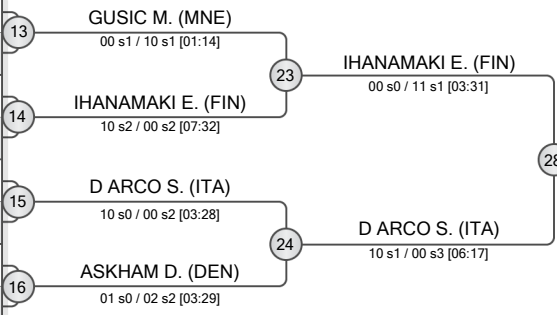 13
GUSIC M. (MNE)
00 s1 / 10 s1 [01:14]
23
IHANAMAKI E. (FIN)
00 s0 / 11 s1 [03:31]
14
IHANAMAKI E. (FIN)
10 s2 / 00 s2 [07:32]
28
15
D ARCO S. (ITA)
10 s0 / 00 s2 [03:28]
24
D ARCO S. (ITA)
10 s1 / 00 s3 [06:17]
16
ASKHAM D. (DEN)
01 s0 / 02 s2 [03:29]